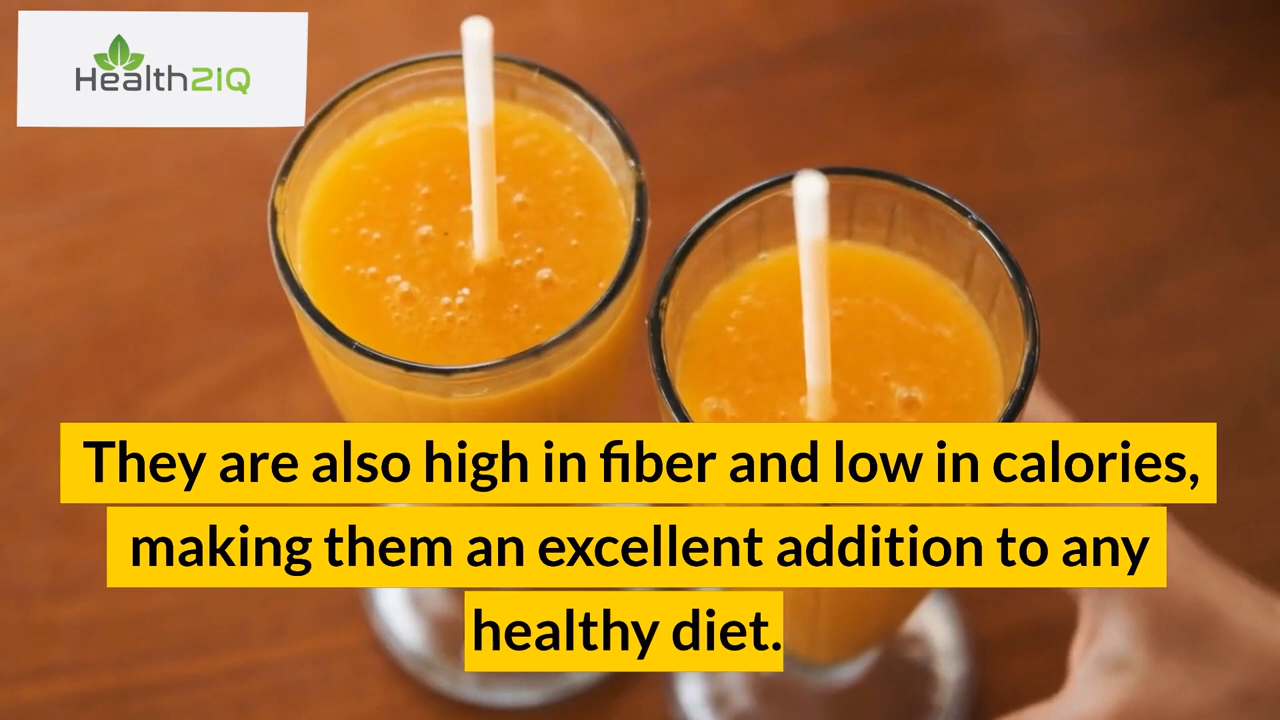 Health2IQ
They are also high in fiber and low in calories,
making them an excellent addition to any
healthy diet.